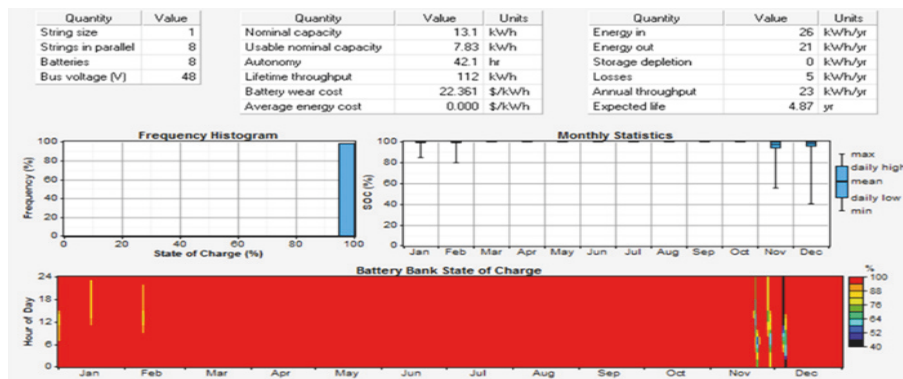 Quantity Value
String size 1
Strings in parallel 8
Batteries 8
Bus voltage (V) 48
Quantity Value Units
Nominal capacity 13.1 kWh
Usable nominal capacity 7.83 kWh
Autonomy 42.1 hr
Lifetime throughput 112 kWh
Battery wear cost 22.361 $/kWh
Average energy cost 0.000 $/kWh
Quantity Value Units
Energy in 26 kWh/yr
Energy out 21 kWh/yr
Storage depletion 0 kWh/yr
Losses 5 kWh/yr
Annual throughput 23 kWh/yr
Expected life 4.87 yr
Frequency Histogram
Frequency (%)
100
80
60
40
20
0
0 20 40 60 80 100
State of Charge (%)
Monthly Statistics
SOC (%)
100
80
60
40
20
0
Jan Feb Mar Apr May Jun Jul Aug Sep Oct Nov Dec
max
daily high
mean
daily low
min
Battery Bank State of Charge
Hour of Day
24
18
12
6
0
Jan Feb Mar Apr May Jun Jul Aug Sep Oct Nov Dec
%
100
88
76
64
52
40